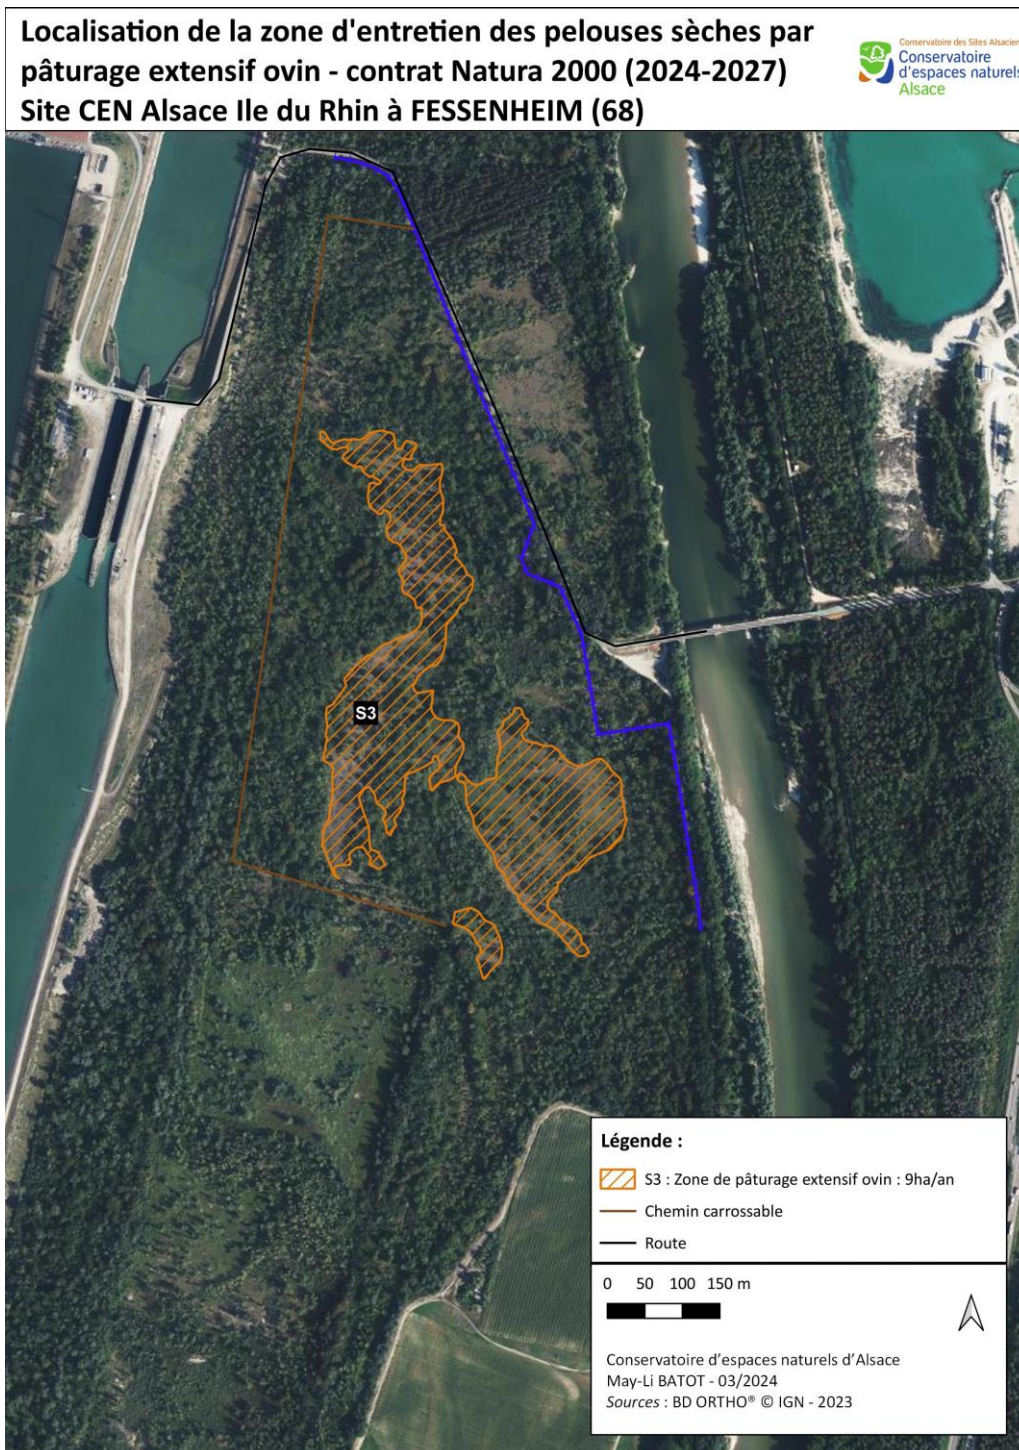 Localisation de la zone d'entretien des pelouses sèches par
pâturage extensif ovin - contrat Natura 2000 (2024-2027)
Site CEN Alsace Ile du Rhin à FESSENHEIM (68)
Conservatoire des Sites Alsaciens
Conservatoire
d'espaces naturels
Alsace
S3
Légende :
S3 : Zone de pâturage extensif ovin : 9ha/an
Chemin carrossable
Route
0 50 100 150 m
Conservatoire d'espaces naturels d'Alsace
May-Li BATOT - 03/2024
Sources : BD ORTHO® © IGN - 2023